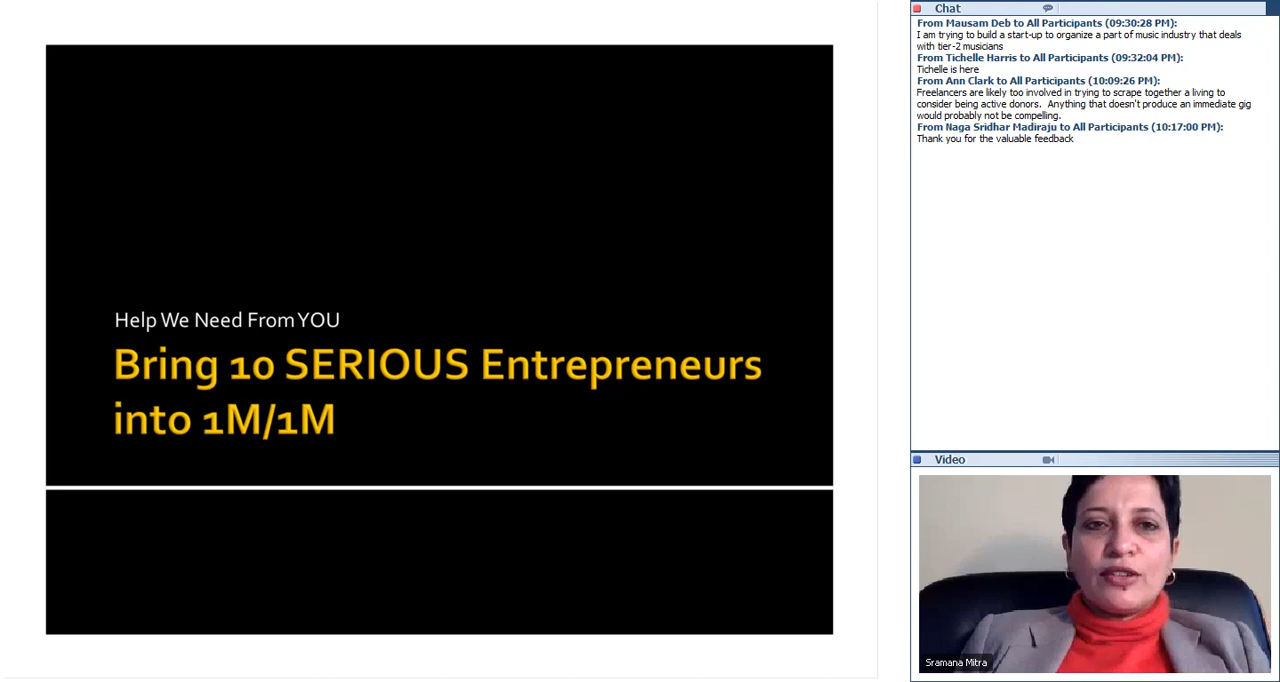 Help We Need From YOU
Bring 10 SERIOUS Entrepreneurs
into 1M/1M
Chat
From Mausam Deb to All Participants (09:30:28 PM):
I am trying to build a start-up to organize a part of music industry that deals
with tier-2 musicians
From Tichelle Harris to All Participants (09:32:04 PM):
Tichelle is here
From Ann Clark to All Participants (10:09:26 PM):
Freelancers are likely too involved in trying to scrape together a living to
consider being active donors. Anything that doesn't produce an immediate gig
would probably not be compelling.
From Naga Sridhar Madiraju to All Participants (10:17:00 PM):
Thank you for the valuable feedback
Video
Sramana Mitra